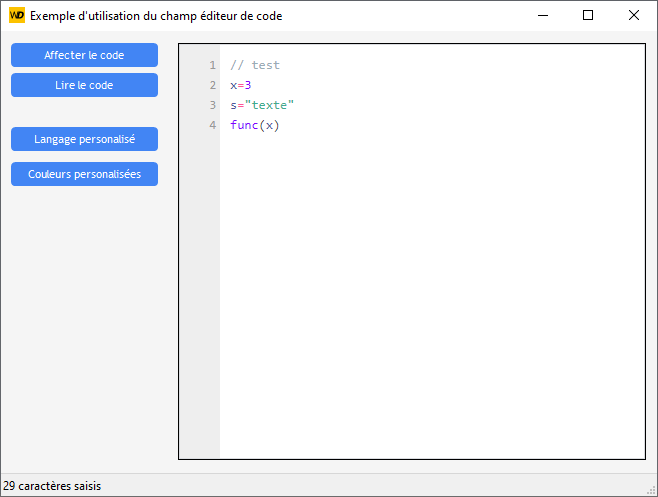 WD Exemple d'utilisation du champ éditeur de code
Affecter le code
Lire le code
Langage personalisé
Couleurs personalisées
1 // test
2 x=3
3 s="texte"
4 func(x)
29 caractères saisis